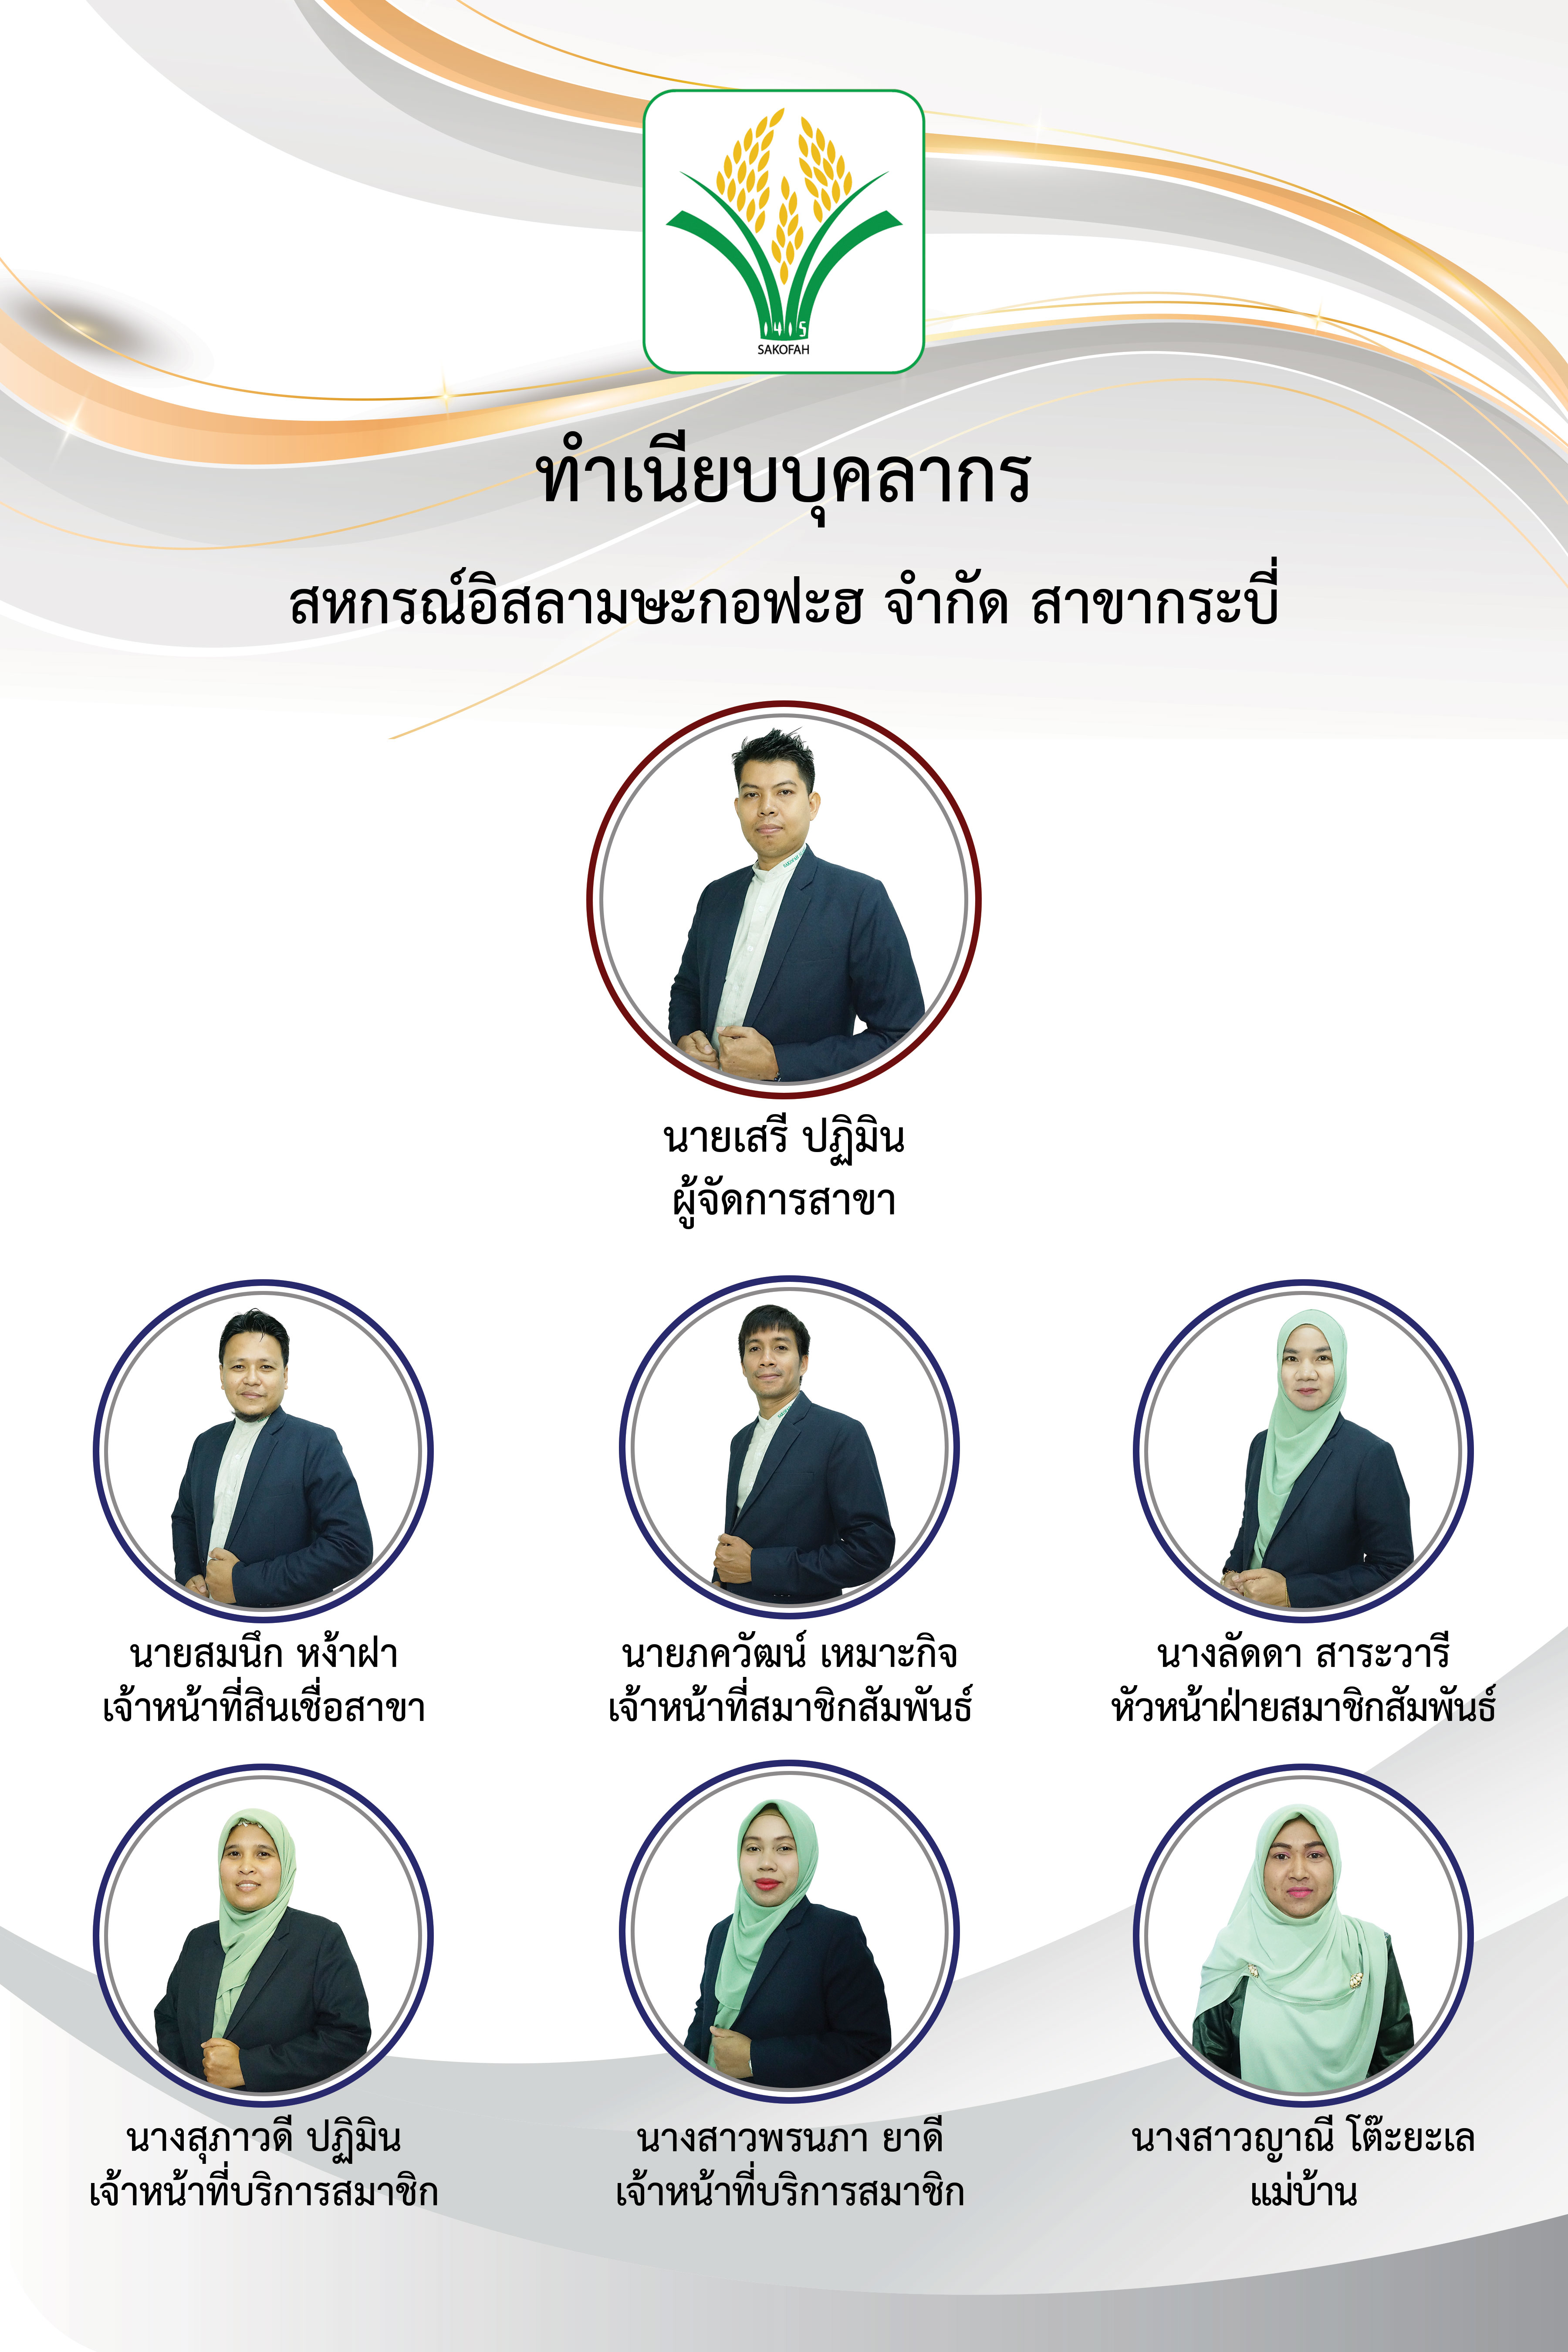 1415
SAKOFAH
ทำเนียบบุคลากร
สหกรณ์อิสลามษะกอฟะฮ จำกัด สาขากระบี่
นายเสรี ปฏิมิน
ผู้จัดการสาขา
นายสมนึก หง้าฝา
เจ้าหน้าที่สินเชื่อสาขา
นายภควัฒน์ เหมาะกิจ
เจ้าหน้าที่สมาชิกสัมพันธ์
นางลัดดา สาระวารี
หัวหน้าฝ่ายสมาชิกสัมพันธ์
นางสุภาวดี ปฏิมิน
เจ้าหน้าที่บริการสมาชิก
นางสาวพรนภา ยาดี
เจ้าหน้าที่บริการสมาชิก
นางสาวญาณี โต๊ะยะเล
แม่บ้าน